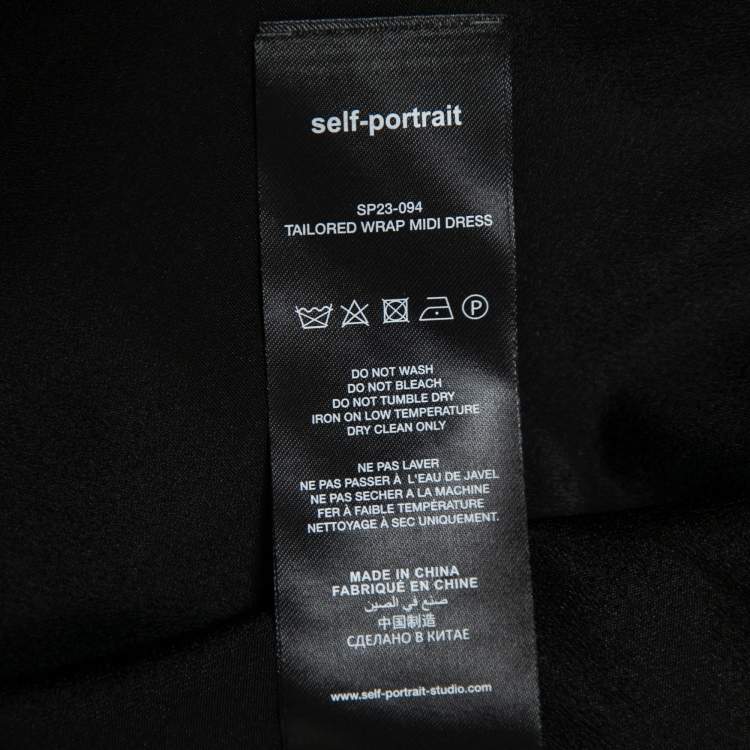 self-portrait
SP23-094
TAILORED WRAP MIDI DRESS
P
DO NOT WASH
DO NOT BLEACH
DO NOT TUMBLE DRY
IRON ON LOW TEMPERATURE
DRY CLEAN ONLY
NE PAS LAVER
NE PAS PASSER À L'EAU DE JAVEL
NE PAS SECHER A LA MACHINE
FER À FAIBLE TEMPÉRATURE
NETTOYAGE À SEC UNIQUEMENT.
MADE IN CHINA
FABRIQUÉ EN CHINE
صنع في الصين
中国制造
СДЕЛАНО В КИТАЕ
www.self-portrait-studio.com